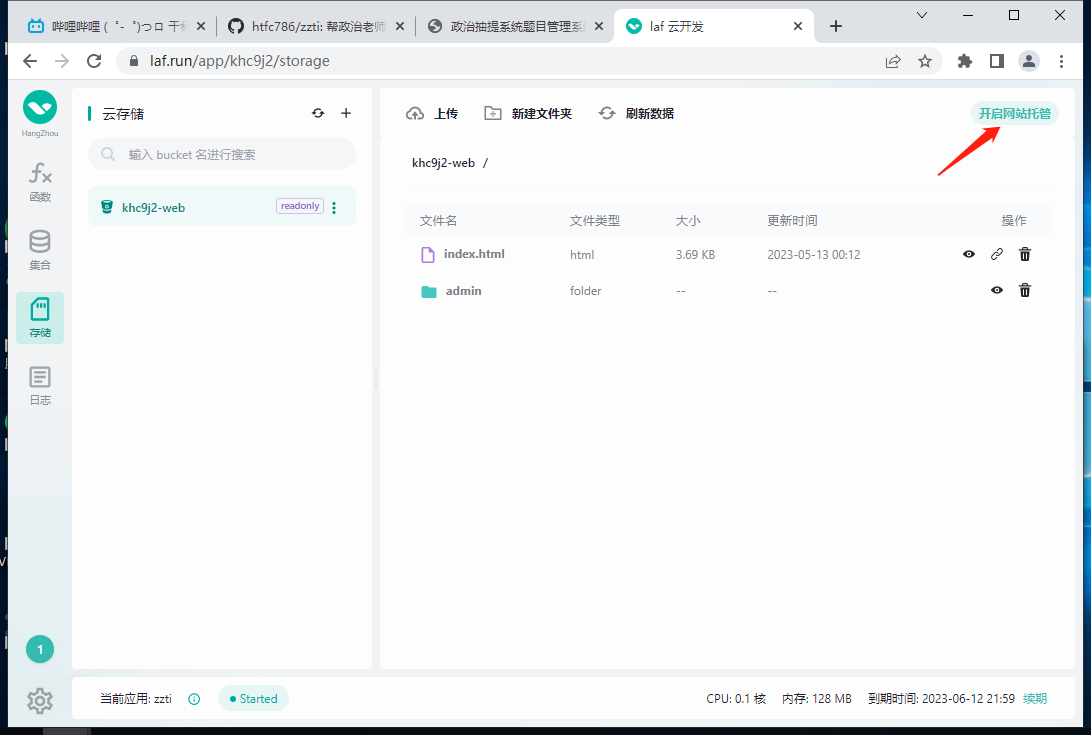 哔哩哔哩 ( ゜- ゜)つロ 干杯
htfc786/zzti: 帮政治老师
政治抽提系统题目管理系统
laf 云开发
laf.run/app/khc9j2/storage
HangZhou
函数
集合
存储
日志
1
云存储
输入 bucket 名进行搜索
khc9j2-web
readonly
上传
新建文件夹
刷新数据
开启网站托管
khc9j2-web /
文件名 文件类型 大小 更新时间 操作
index.html html 3.69 KB 2023-05-13 00:12
admin folder -- --
当前应用: zzti
Started
CPU: 0.1 核
内存: 128 MB
到期时间: 2023-06-12 21:59
续期